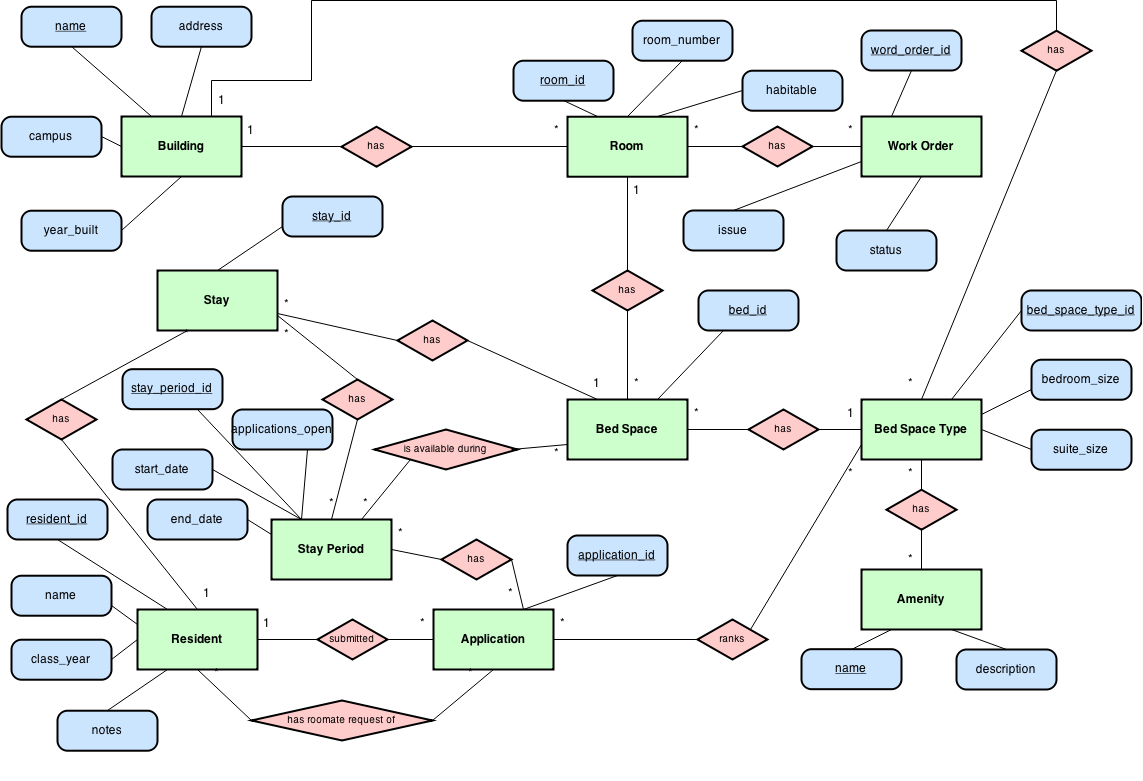 name
address
has
room_number
word_order_id
room_id
habitable
1
1
*
*
*
campus
Building
has
Room
has
Work Order
1
year_built
stay_id
issue
status
Stay
*
has
bed_id
bed_space_type_id
*
has
stay_period_id
1
*
*
bedroom_size
has
has
*
1
applications_open
Bed Space
has
Bed Space Type
is available during
*
suite_size
start_date
*
*
*
*
has
resident_id
end_date
*
Stay Period
has
application_id
*
name
1
*
Amenity
1
*
*
Resident
submitted
Application
ranks
class_year
*
*
name
description
notes
has roomate request of